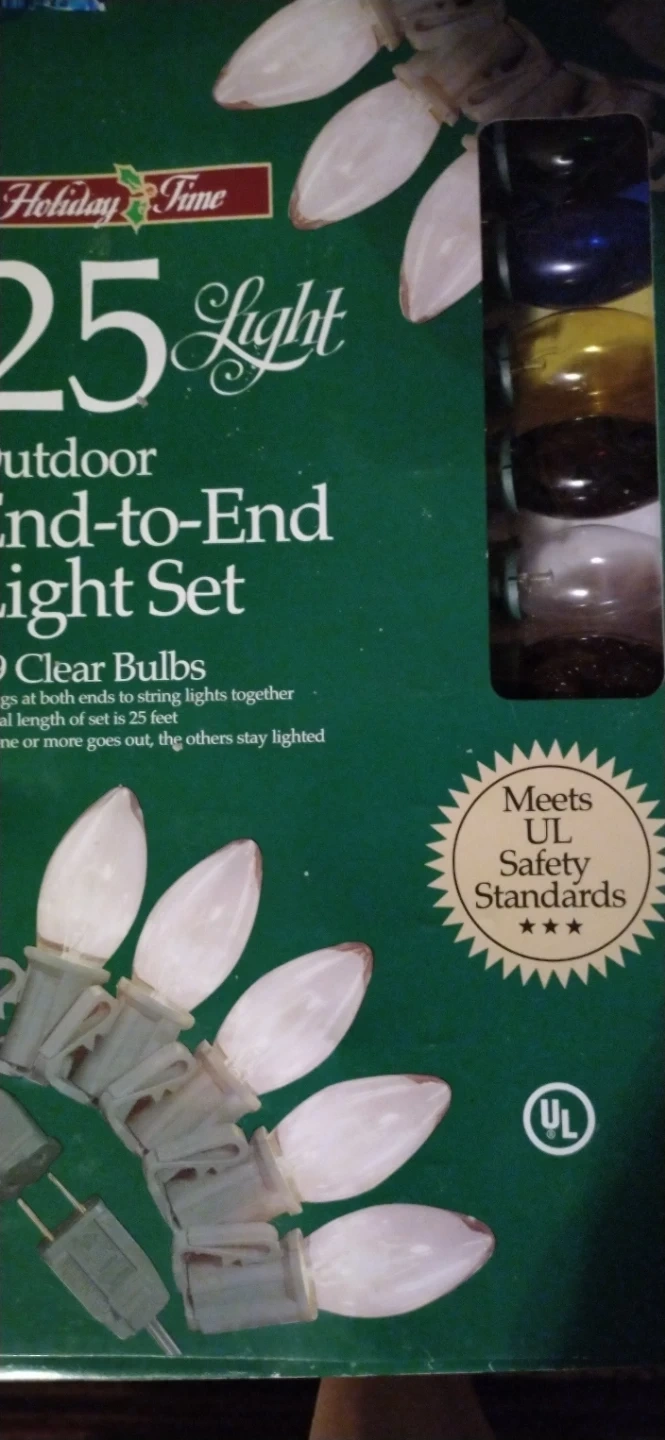 Holiday Time
25 Light
utdoor
End-to-End
Light Set
9 Clear Bulbs
gs at both ends to string lights together
al length of set is 25 feet
ne or more goes out, the others stay lighted
Meets
UL
Safety
Standards
★★★
UL
®